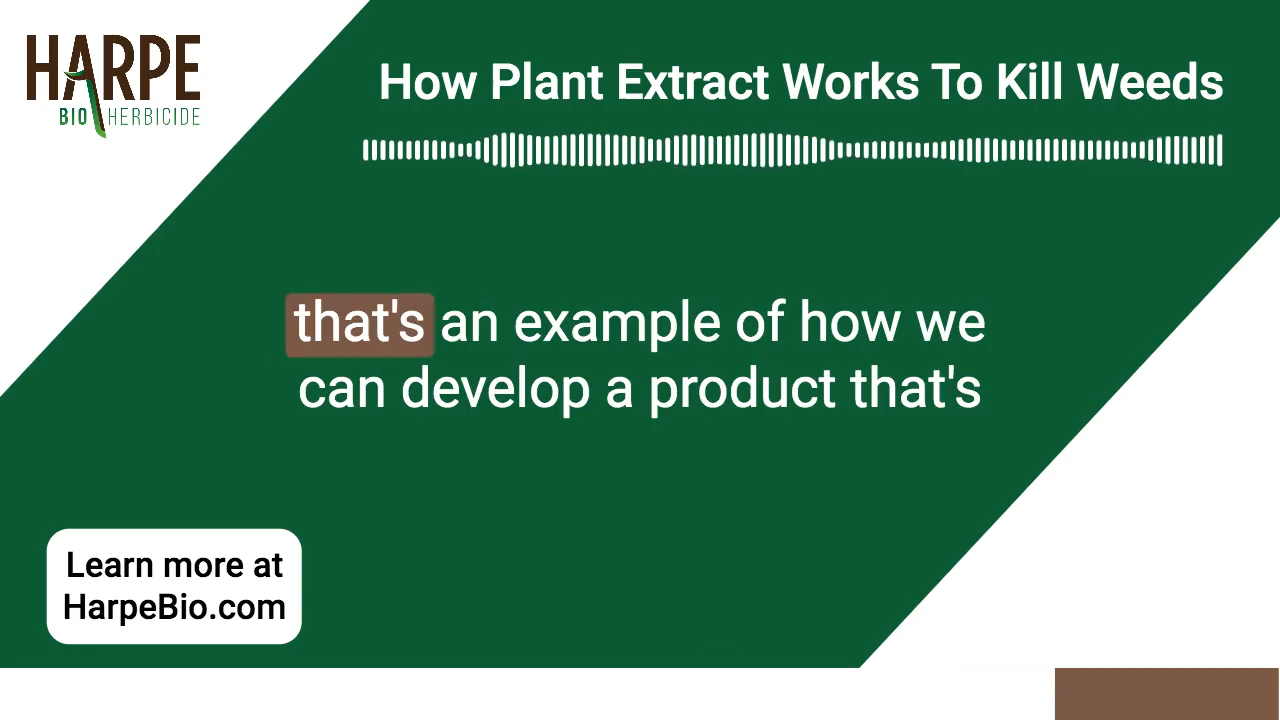 HARPE
BIO HERBICIDE
How Plant Extract Works To Kill Weeds
that's an example of how we
can develop a product that's
Learn more at
HarpeBio.com